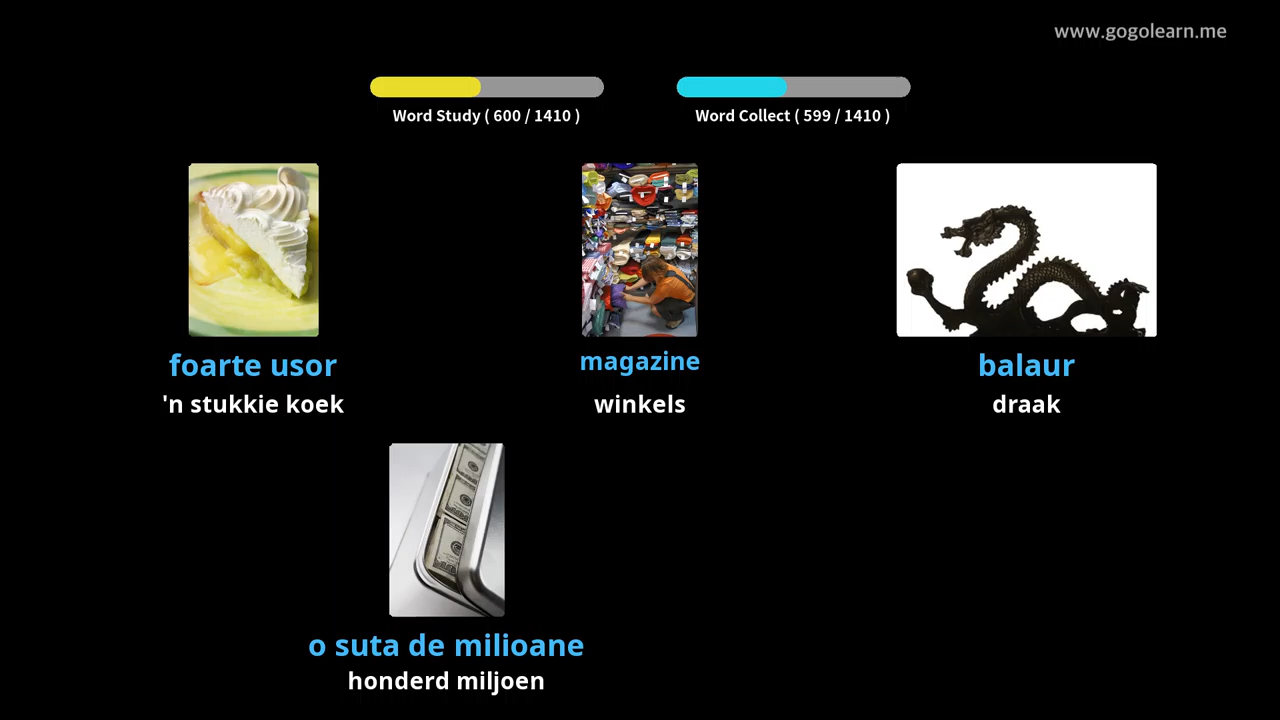 www.gogolearn.me
Word Study ( 600 / 1410 )
Word Collect ( 599 / 1410 )
foarte usor
magazine
balaur
'n stukkie koek
winkels
draak
o suta de milioane
honderd miljoen